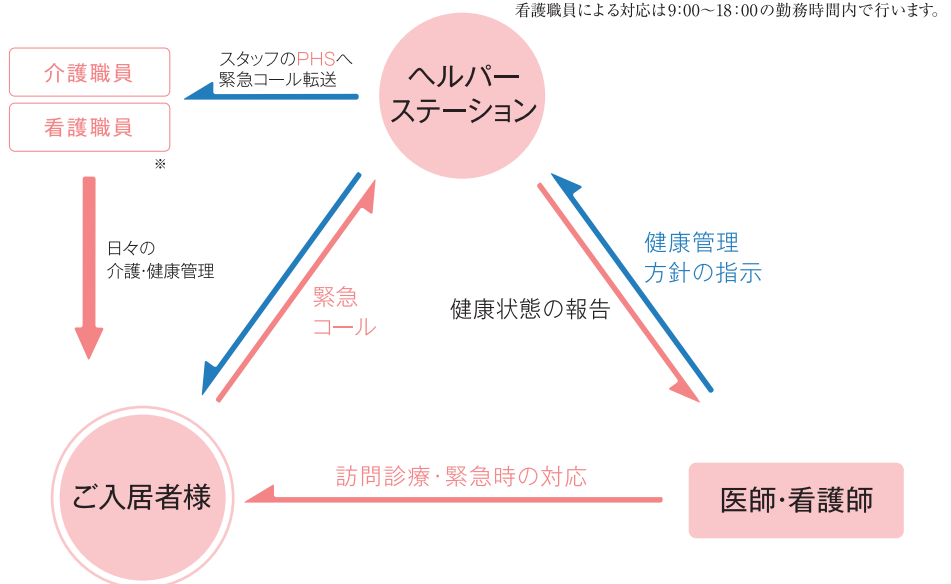 看護職員による対応は9:00～18:00の勤務時間内で行います。
介護職員
看護職員
※
スタッフのPHSへ
緊急コール転送
ヘルパー
ステーション
日々の
介護・健康管理
緊急
コール
健康状態の報告
健康管理
方針の指示
ご入居者様
訪問診療・緊急時の対応
医師・看護師